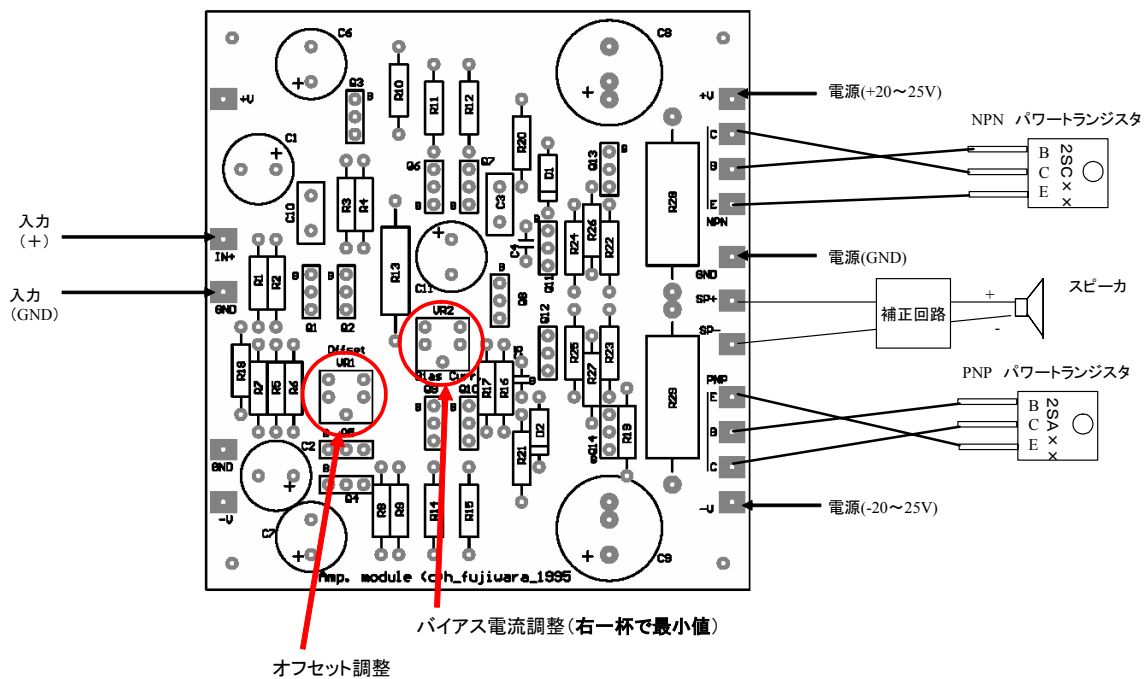 C6
C8
+V
+V
電源(+20～25V)
Q3
B
R10
R11
R12
C
NPN パワートランジスタ
R20
C1
Q6
Q7
D1
Q13
B
B
B
C
E
2SC××
R3
R4
C10
C3
R28
E
NPN
入力
(＋)
IN+
R13
C4
B
R24
R26
R22
Q11
電源(GND)
GND
R1
R2
B
B
C11
B
Q8
入力
(GND)
GND
Q1
Q2
VR2
Q12
SP+
SP-
補正回路
+
-
スピーカ
Offset
VR1
R18
R7
R5
R6
Bias Curr
R17
R16
R25
R27
R23
R29
PNP
PNP パワートランジスタ
E
B
C
B
C
E
2SA××
Q9
Q10
B
B
B
R21
D2
Q14
B
R19
GND
C2
B
Q5
B
Q4
-V
-V
電源(-20～25V)
C7
R8
R9
R14
R15
C9
Amp. module (c)h_fujiwara_1995
バイアス電流調整(右一杯で最小値)
オフセット調整